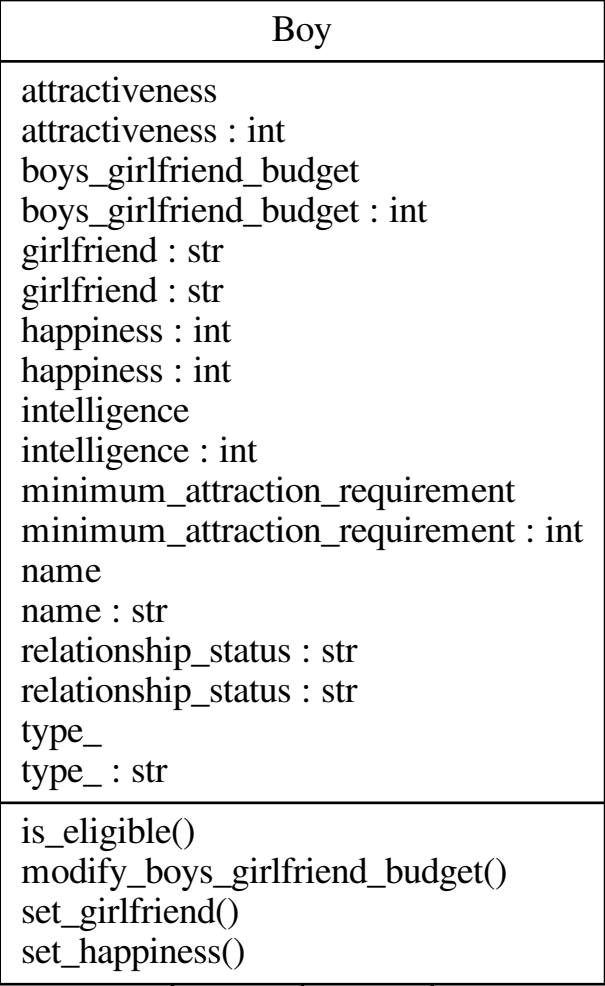 Boy
attractiveness
attractiveness : int
boys_girlfriend_budget
boys_girlfriend_budget : int
girlfriend : str
girlfriend : str
happiness : int
happiness : int
intelligence
intelligence : int
minimum_attraction_requirement
minimum_attraction_requirement : int
name
name : str
relationship_status : str
relationship_status : str
type_
type_ : str
is_eligible()
modify_boys_girlfriend_budget()
set_girlfriend()
set_happiness()